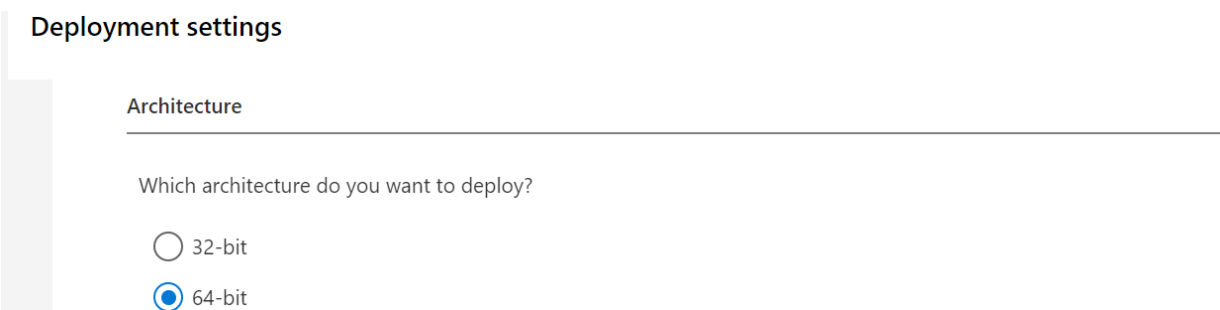 Deployment settings
Architecture
Which architecture do you want to deploy?
32-bit
64-bit